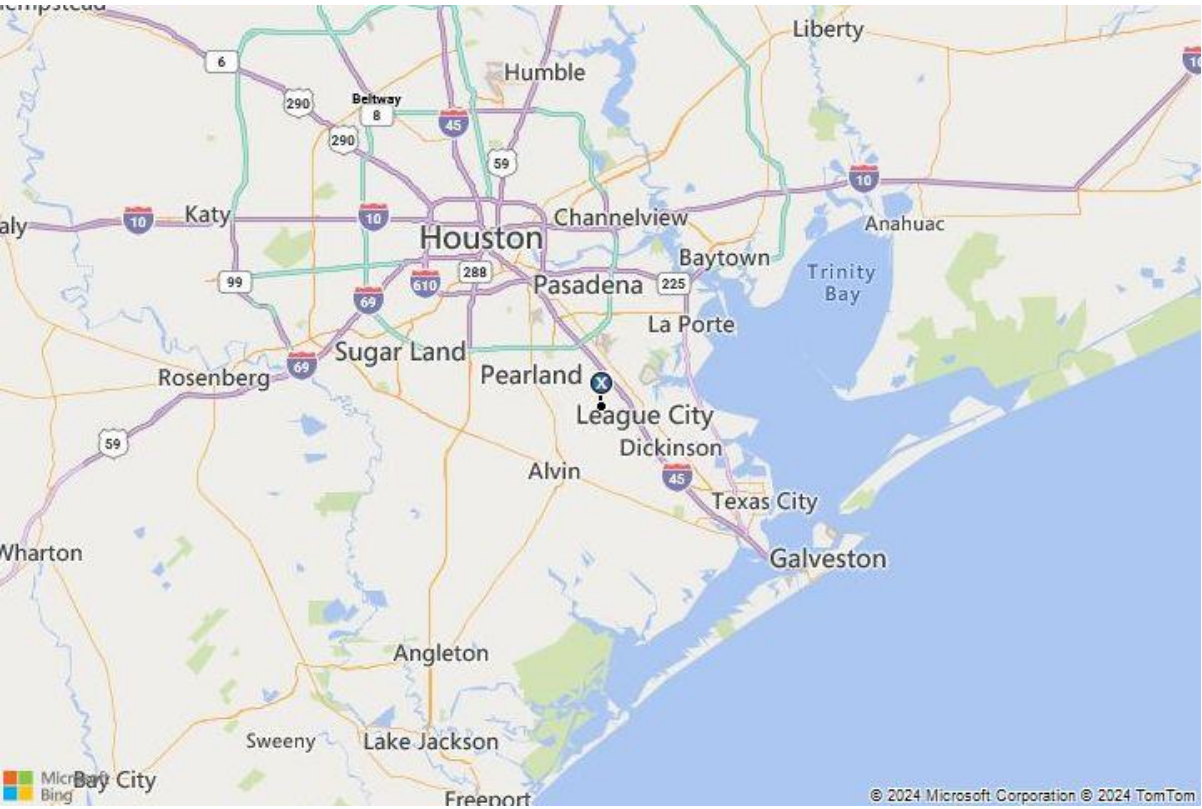 Liberty
6
Humble
10
290
Beltway
8
45
290
59
10
Katy
10
10
Channelview
Anahuac
aly
Houston
Baytown
288
Trinity
Bay
99
610
Pasadena
225
69
La Porte
Sugar Land
69
Rosenberg
Pearland
X
League City
59
Dickinson
Alvin
45
Texas City
Wharton
Galveston
Angleton
Sweeny
Lake Jackson
Microsoft
Bing
Bay City
Freeport
© 2024 Microsoft Corporation © 2024 TomTom